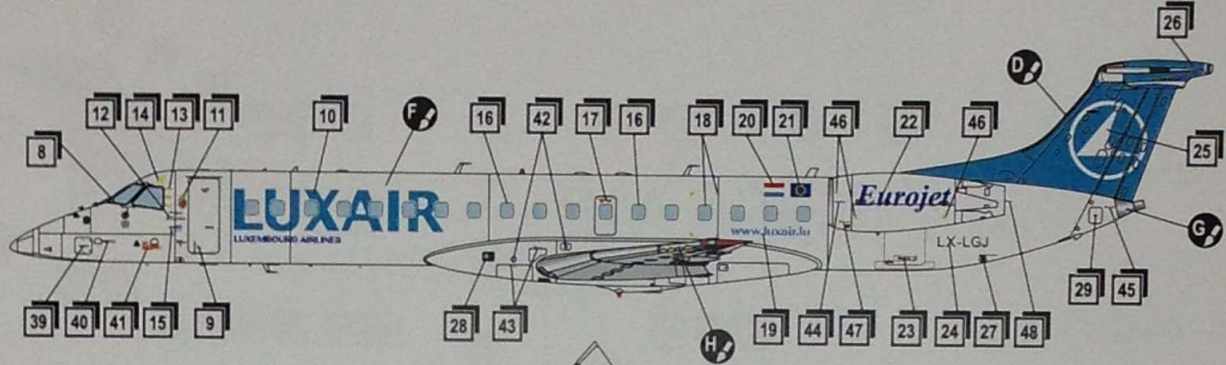 26
D
12 14 13 11 10 F 16 42 17 16 18 20 21 46 22 46
8
25
LUXAIR
LUXEMBOURG AIRLINES
Eurojet
www.luxair.lu
LX-LGJ
G
39 40 41 15 9 28 43 H 19 44 47 23 24 27 48 29 45